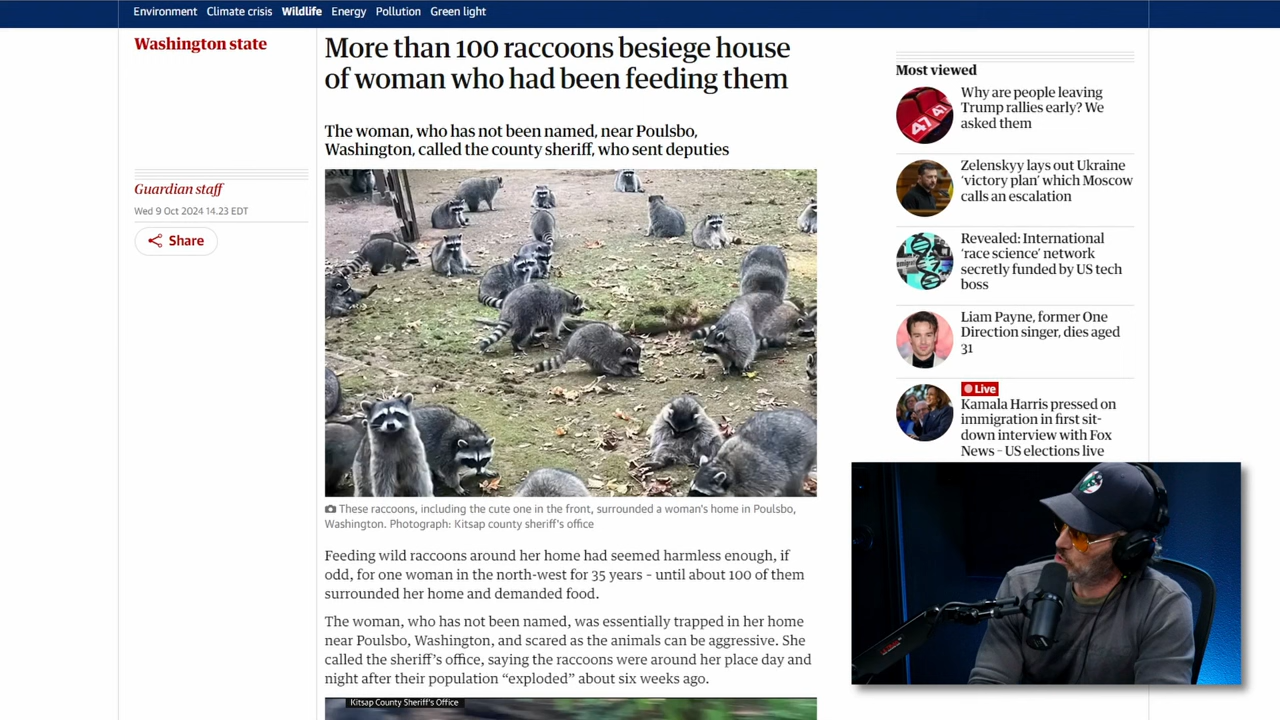 Environment Climate crisis Wildlife Energy Pollution Green light
Washington state
More than 100 raccoons besiege house
of woman who had been feeding them
The woman, who has not been named, near Poulsbo,
Washington, called the county sheriff, who sent deputies
Guardian staff
Wed 9 Oct 2024 14.23 EDT
Share
These raccoons, including the cute one in the front, surrounded a woman's home in Poulsbo,
Washington. Photograph: Kitsap county sheriff's office
Feeding wild raccoons around her home had seemed harmless enough, if
odd, for one woman in the north-west for 35 years – until about 100 of them
surrounded her home and demanded food.
The woman, who has not been named, was essentially trapped in her home
near Poulsbo, Washington, and scared as the animals can be aggressive. She
called the sheriff's office, saying the raccoons were around her place day and
night after their population “exploded” about six weeks ago.
Kitsap County Sheriff's Office
Most viewed
47 47
Why are people leaving
Trump rallies early? We
asked them
Zelenskyy lays out Ukraine
‘victory plan’ which Moscow
calls an escalation
Revealed: International
‘race science’ network
secretly funded by US tech
boss
Liam Payne, former One
Direction singer, dies aged
31
Live
Kamala Harris pressed on
immigration in first sit-
down interview with Fox
News – US elections live